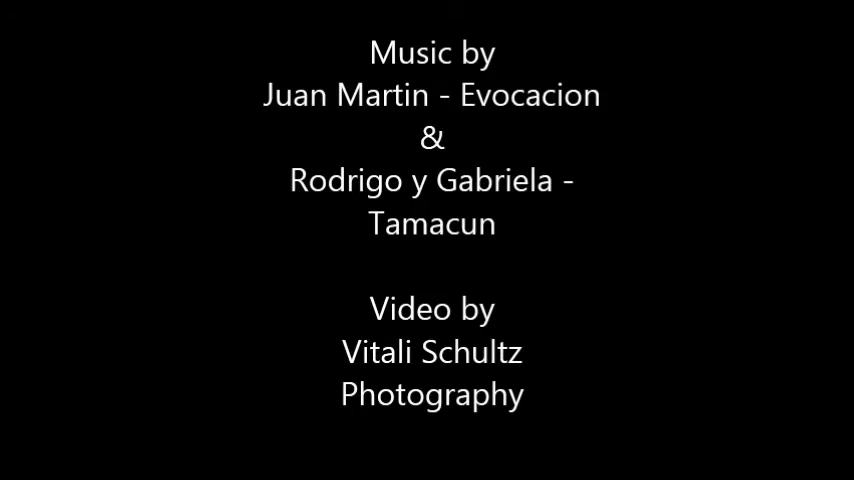 Music by
Juan Martin - Evocacion
&
Rodrigo y Gabriela -
Tamacun
Video by
Vitali Schultz
Photography